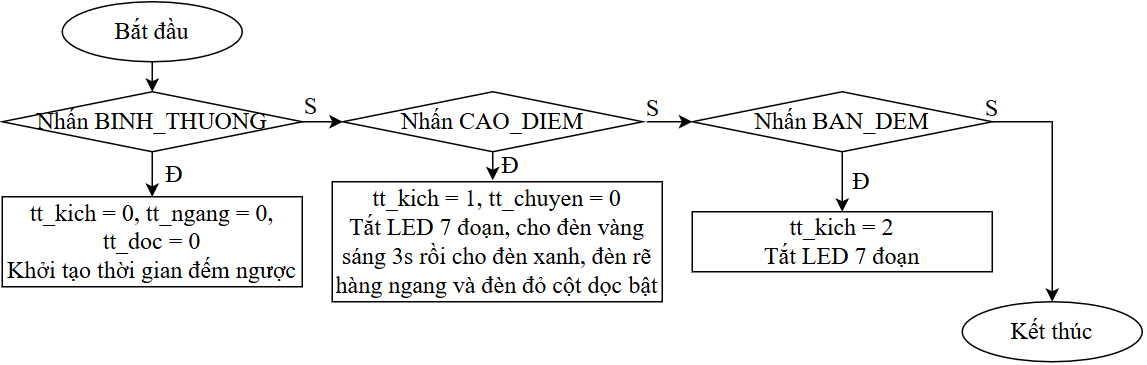 Bắt đầu
Nhấn BINH_THUONG
S
Nhấn CAO_DIEM
S
Nhấn BAN_DEM
S
Đ
tt_kich = 0, tt_ngang = 0,
tt_doc = 0
Khởi tạo thời gian đếm ngược
Đ
tt_kich = 1, tt_chuyen = 0
Tắt LED 7 đoạn, cho đèn vàng
sáng 3s rồi cho đèn xanh, đèn rẽ
hàng ngang và đèn đỏ cột dọc bật
Đ
tt_kich = 2
Tắt LED 7 đoạn
Kết thúc